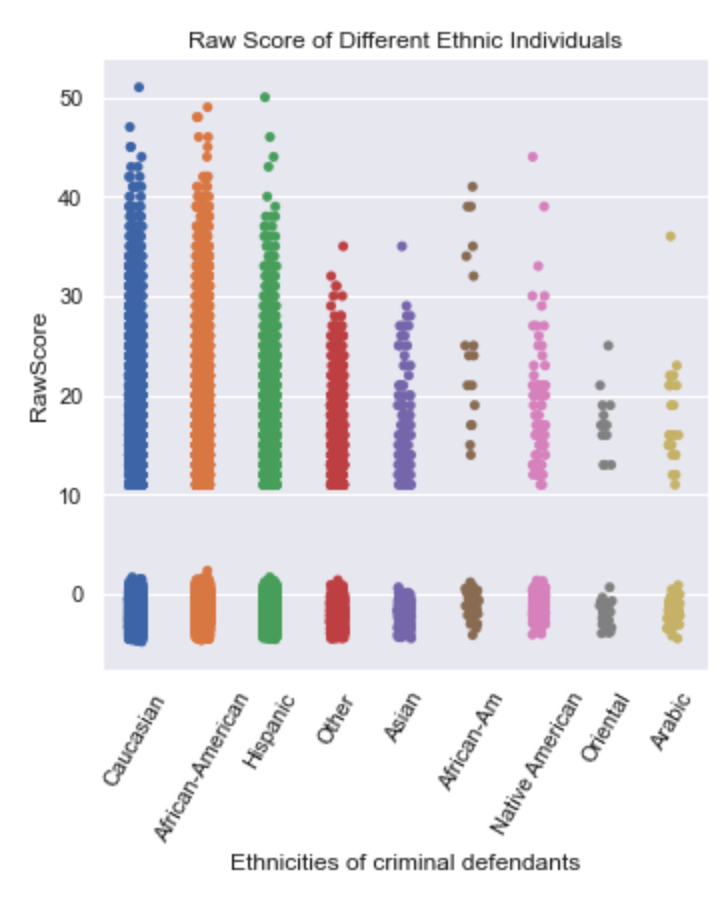 Raw Score of Different Ethnic Individuals
50
40
30
20
10
0
RawScore
Caucasian
African-American
Hispanic
Other
Asian
African-Am
Native American
Oriental
Arabic
Ethnicities of criminal defendants